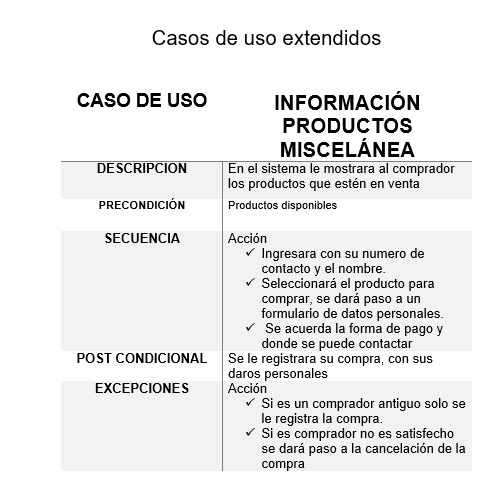 Casos de uso extendidos
CASO DE USO
INFORMACIÓN
PRODUCTOS
MISCELÁNEA
DESCRIPCION
En el sistema le mostrara al comprador
los productos que estén en venta
PRECONDICIÓN
Productos disponibles
SECUENCIA
Acción
✓ Ingresara con su numero de
contacto y el nombre.
✓ Seleccionará el producto para
comprar, se dará paso a un
formulario de datos personales.
✓ Se acuerda la forma de pago y
donde se puede contactar
POST CONDICIONAL
Se le registrara su compra, con sus
daros personales
EXCEPCIONES
Acción
✓ Si es un comprador antiguo solo se
le registra la compra.
✓ Si es comprador no es satisfecho
se dará paso a la cancelación de la
compra